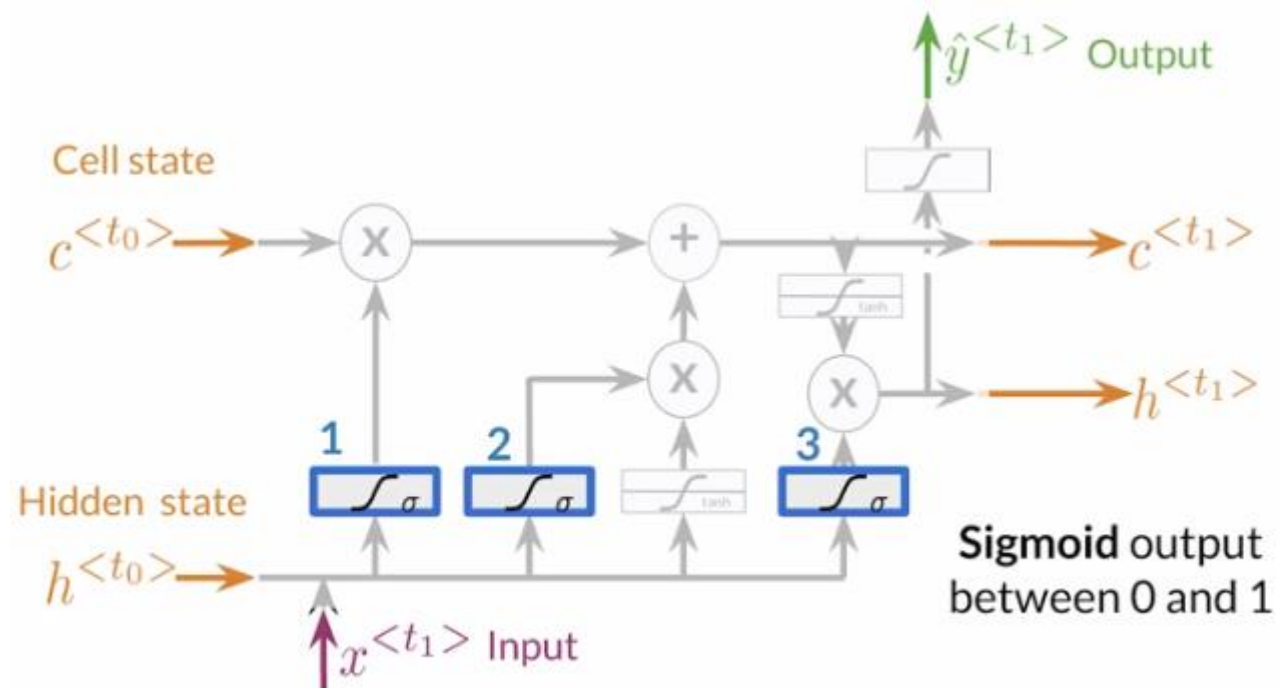 ŷ<t₁> Output
Cell state
c<t₀>
X
+
c<t₁>
tanh
X
X
h<t₁>
1
2
3
σ
σ
tanh
σ
Hidden state
h<t₀>
Sigmoid output
between 0 and 1
x<t₁> Input